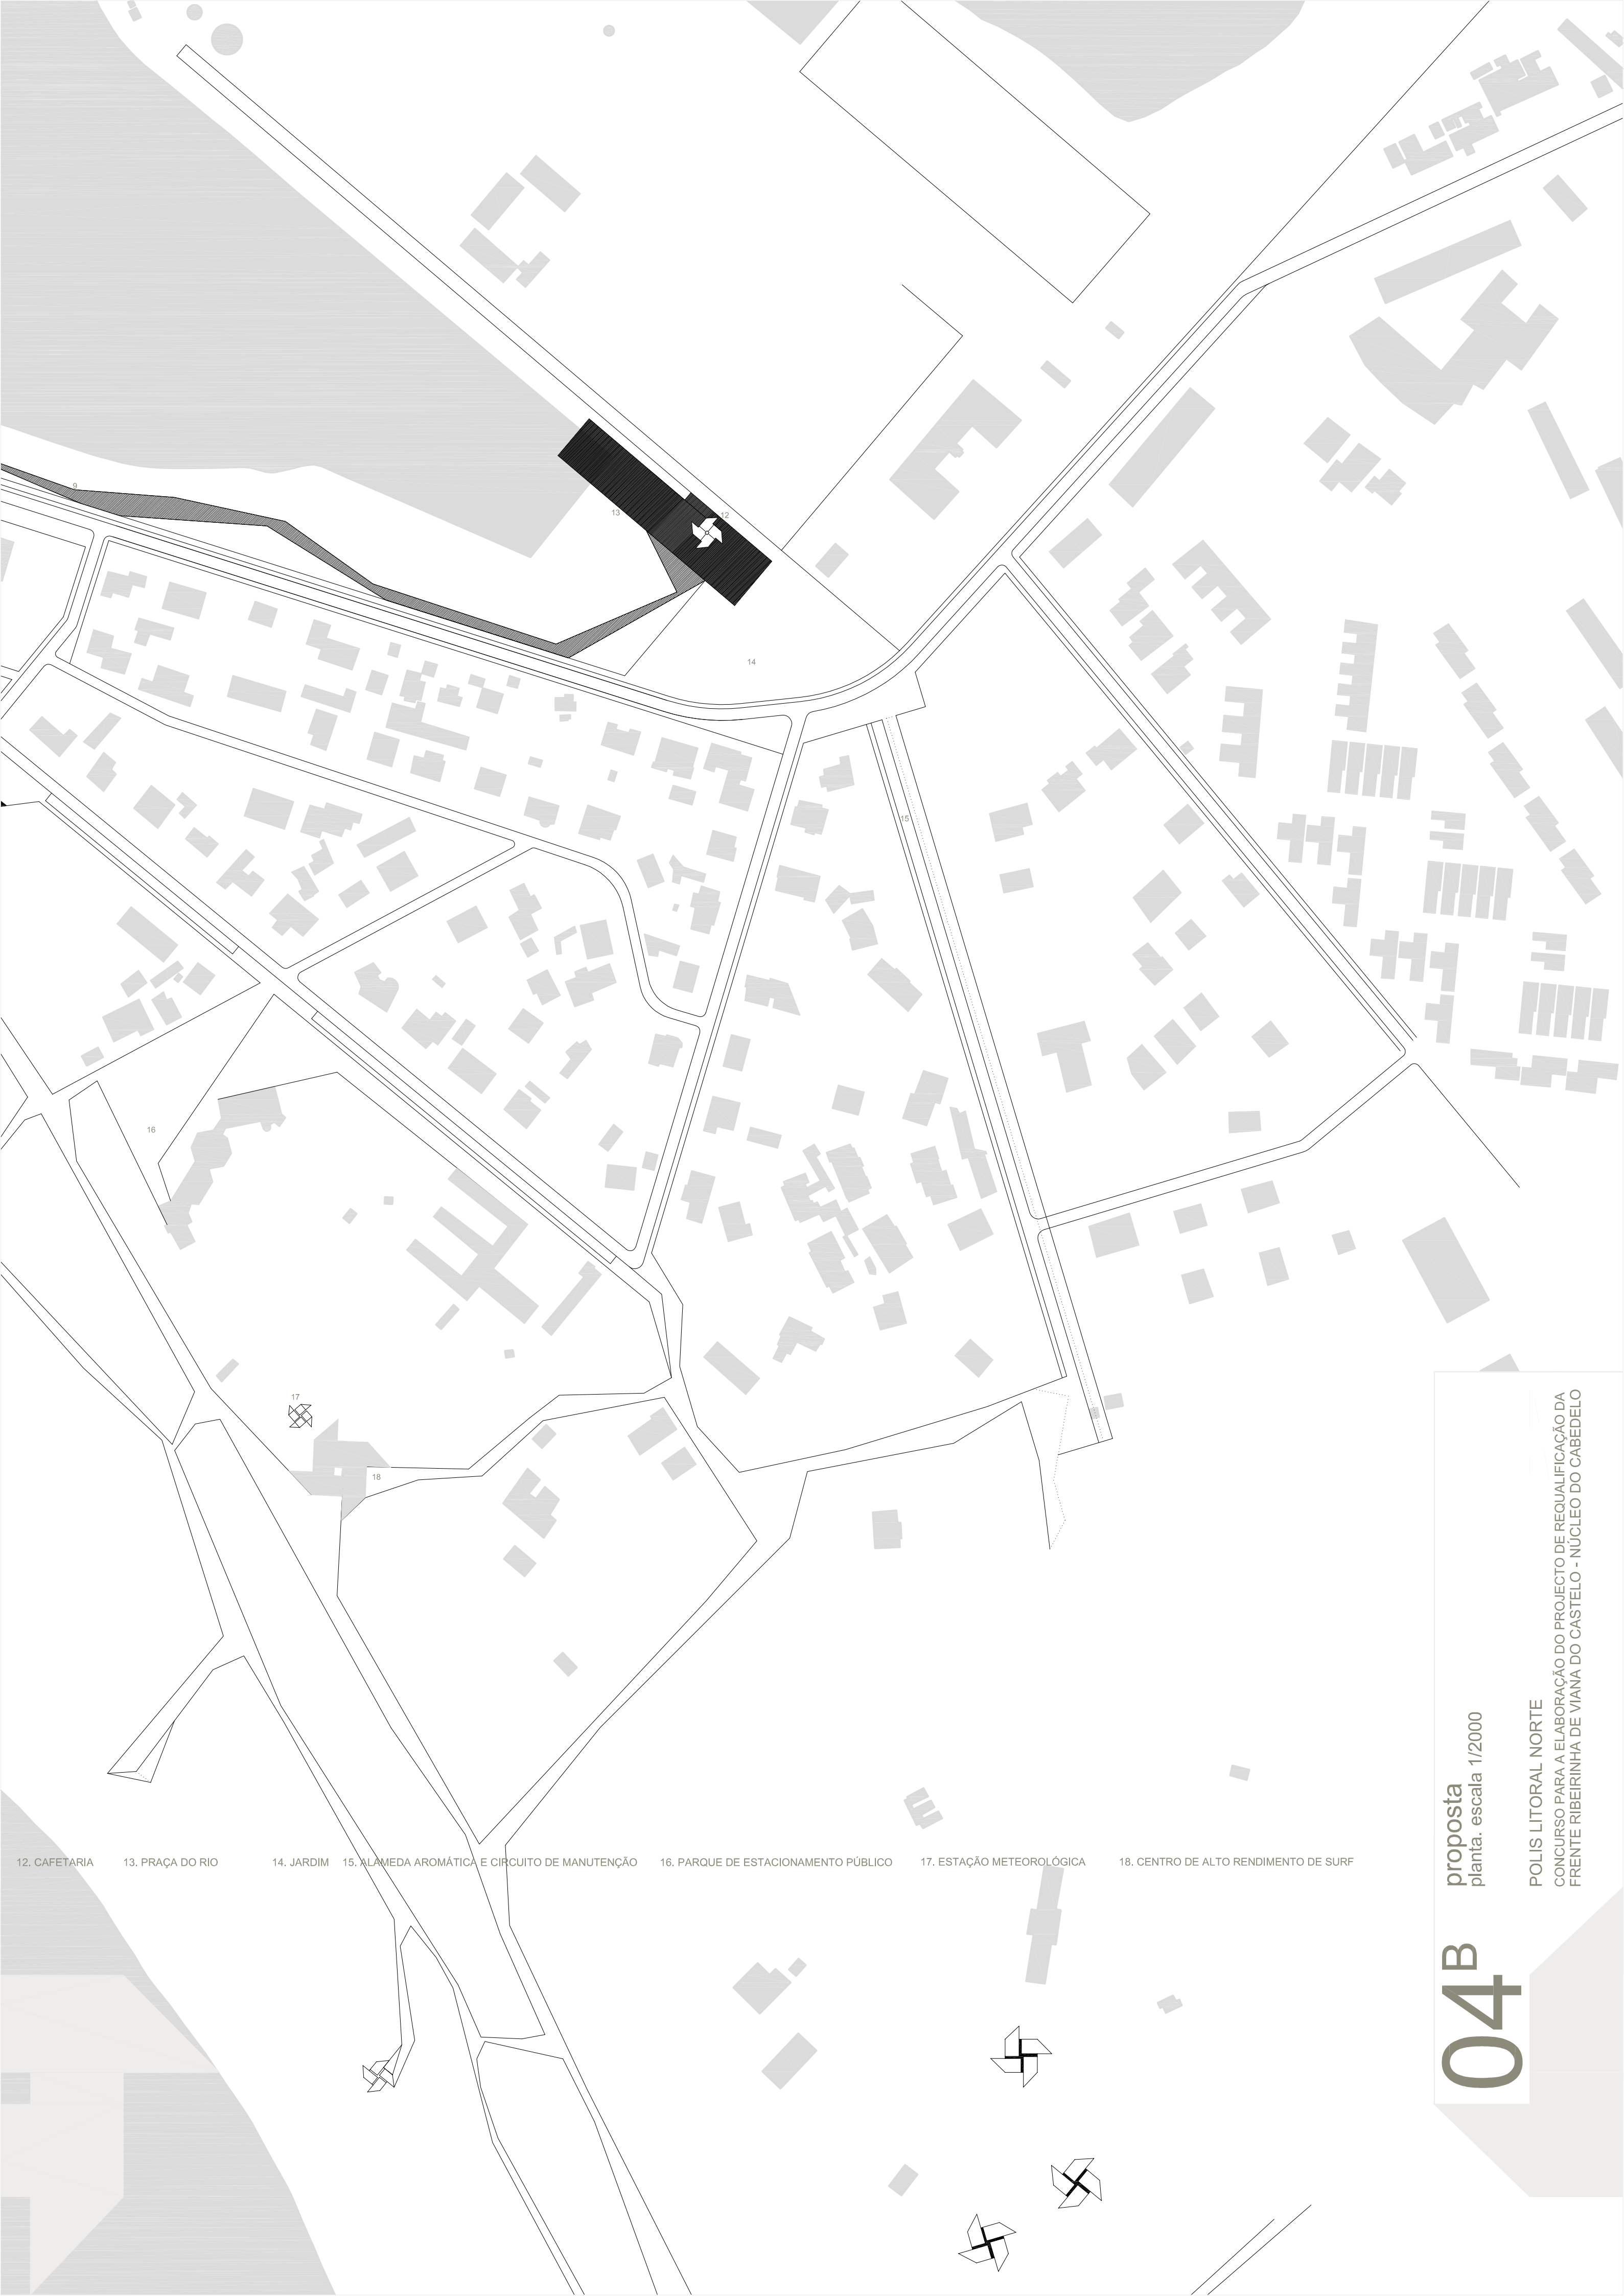 9
13
12
14
15
16
17
18
12. CAFETARIA
13. PRAÇA DO RIO
14. JARDIM
15. ALAMEDA AROMÁTICA E CIRCUITO DE MANUTENÇÃO
16. PARQUE DE ESTACIONAMENTO PÚBLICO
17. ESTAÇÃO METEOROLÓGICA
18. CENTRO DE ALTO RENDIMENTO DE SURF
04B
proposta
planta. escala 1/2000
POLIS LITORAL NORTE
CONCURSO PARA A ELABORAÇÃO DO PROJECTO DE REQUALIFICAÇÃO DA
FRENTE RIBEIRINHA DE VIANA DO CASTELO - NÚCLEO DO CABEDELO